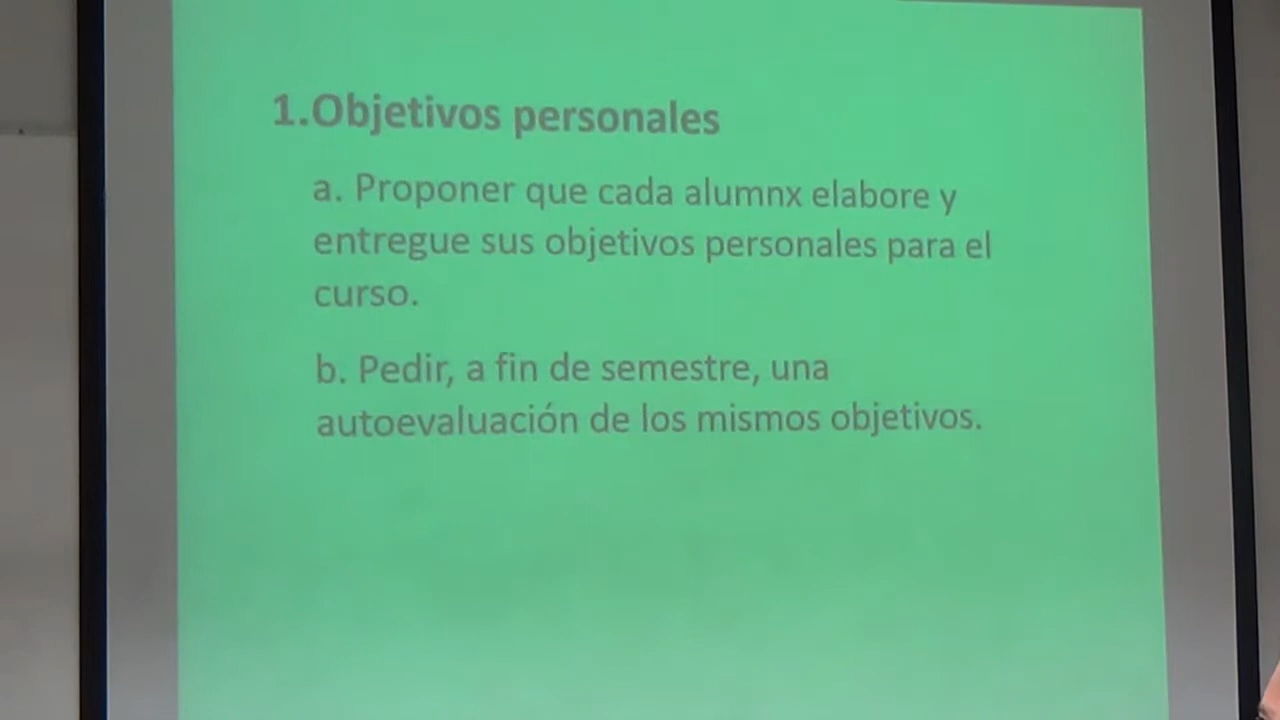 1.Objetivos personales
a. Proponer que cada alumnx elabore y
entregue sus objetivos personales para el
curso.
b. Pedir, a fin de semestre, una
autoevaluación de los mismos objetivos.